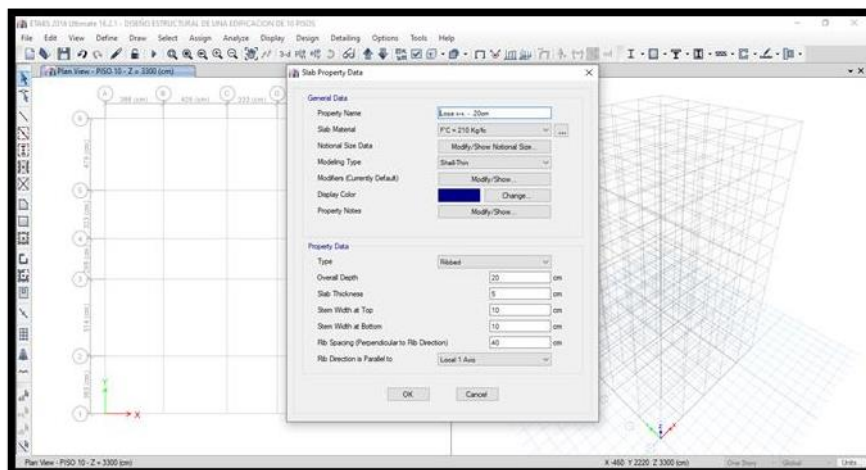 ETABS 2016 Ultimate 16.2.1 - DISEÑO ESTRUCTURAL DE UNA EDIFICACION DE 10 PISOS
File Edit View Define Draw Select Assign Analyze Display Design Detailing Options Tools Help
Plan View - PISO 10 - Z = 3300 (cm)
A B C D
Slab Property Data
General Data
Property Name
Slab Material F'C = 210 Kg/
Notional Size Data Modify/Show Notional Size...
Modeling Type Shell-Thin
Modifiers (Currently Default) Modify/Show...
Display Color Change...
Property Notes Modify/Show...
Property Data
Type Ribbed
Overall Depth 20 cm
Slab Thickness 5 cm
Stem Width at Top 10 cm
Stem Width at Bottom 10 cm
Rib Spacing (Perpendicular to Rib Direction) 40 cm
Rib Direction is Parallel to Local 1 Axis
OK Cancel
6
5
4
3
2
1
Y
X
Plan View - PISO 10 - Z = 3300 (cm) X -460 Y 2220 Z 3300 (cm) One Story Global Units...